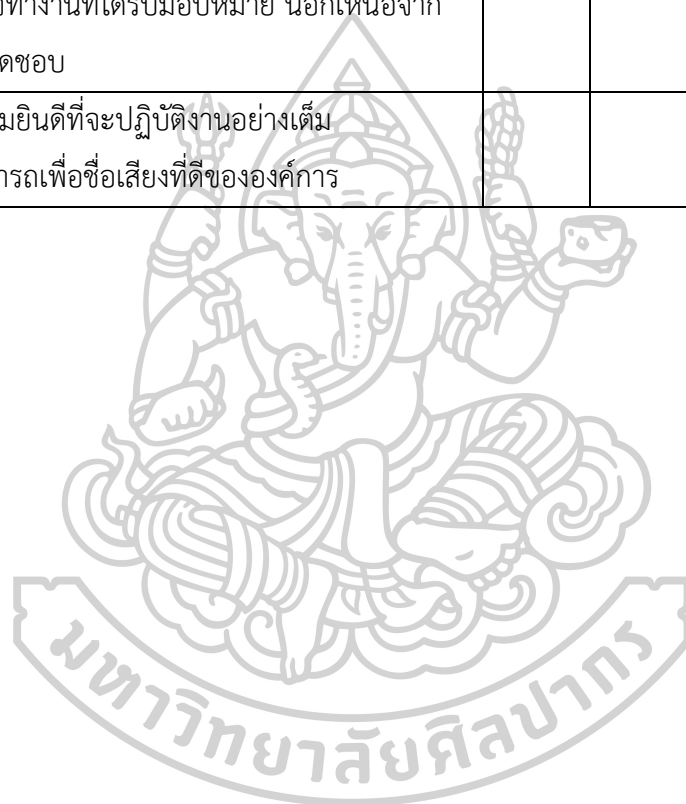 ทำงานที่ได้รับมอบหมาย นอกเหนือจาก
ดชอบ
มยินดีที่จะปฏิบัติงานอย่างเต็ม
ารถเพื่อชื่อเสียงที่ดีขององค์การ
มหาวิทยาลัยศิลปากร